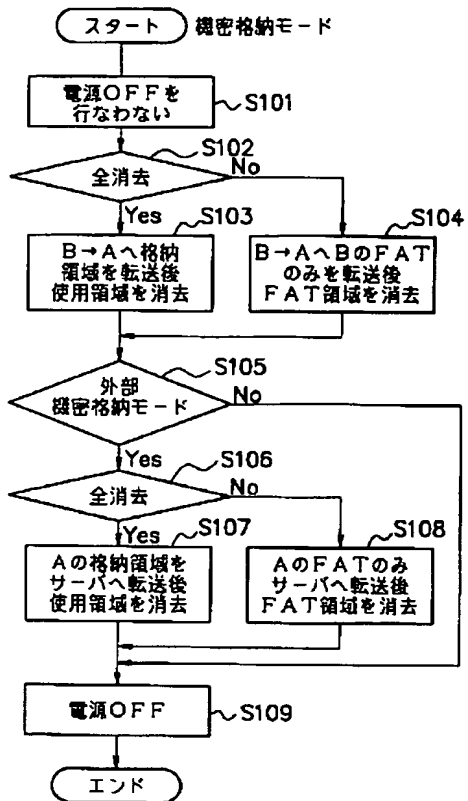 スタート 機密格納モード
電源OFFを
行なわない
S101
S102
全消去
No
Yes
S103
B→Aへ格納
領域を転送後
使用領域を消去
S104
B→AへBのFAT
のみを転送後
FAT領域を消去
S105
外部
機密格納モード
No
Yes
S106
全消去
No
Yes
S107
Aの格納領域を
サーバへ転送後
使用領域を消去
S108
AのFATのみ
サーバへ転送後
FAT領域を消去
電源OFF
S109
エンド